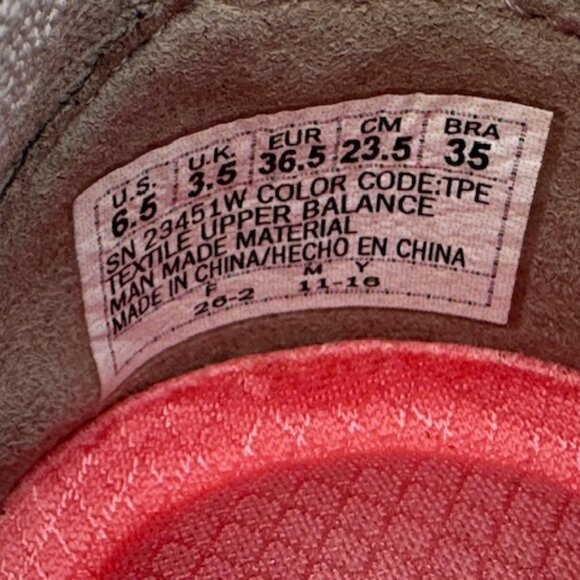 U.S. U.K EUR CM BRA
6.5 3.5 36.5 23.5 35
SN 23451W COLOR CODE:TPE
TEXTILE UPPER BALANCE
MAN MADE MATERIAL
MADE IN CHINA/HECHO EN CHINA
F M Y
26-2 11-16